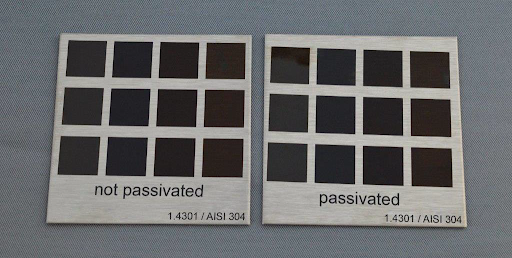 not passivated
1.4301 / AISI 304
passivated
1.4301 / AISI 304